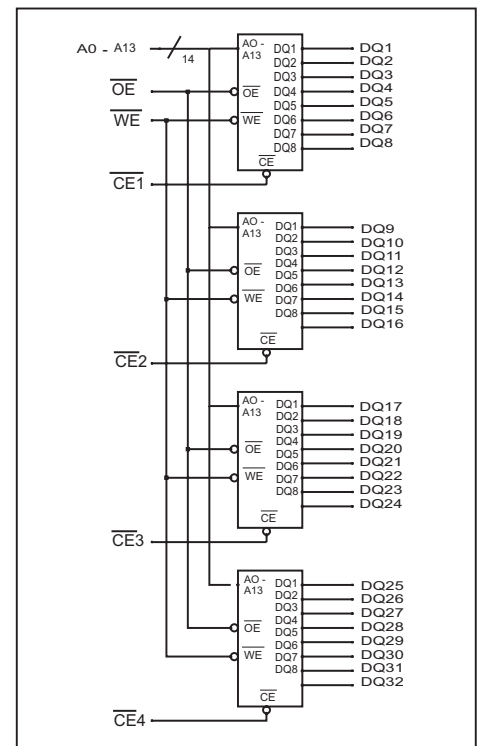 A0 - A13
14
OE
WE
CE1
AO -
A13
OE
WE
CE
DQ1
DQ2
DQ3
DQ4
DQ5
DQ6
DQ7
DQ8
DQ1
DQ2
DQ3
DQ4
DQ5
DQ6
DQ7
DQ8
CE2
AO -
A13
OE
WE
CE
DQ1
DQ2
DQ3
DQ4
DQ5
DQ6
DQ7
DQ8
DQ9
DQ10
DQ11
DQ12
DQ13
DQ14
DQ15
DQ16
CE3
AO -
A13
OE
WE
CE
DQ1
DQ2
DQ3
DQ4
DQ5
DQ6
DQ7
DQ8
DQ17
DQ18
DQ19
DQ20
DQ21
DQ22
DQ23
DQ24
CE4
AO -
A13
OE
WE
CE
DQ1
DQ2
DQ3
DQ4
DQ5
DQ6
DQ7
DQ8
DQ25
DQ26
DQ27
DQ28
DQ29
DQ30
DQ31
DQ32